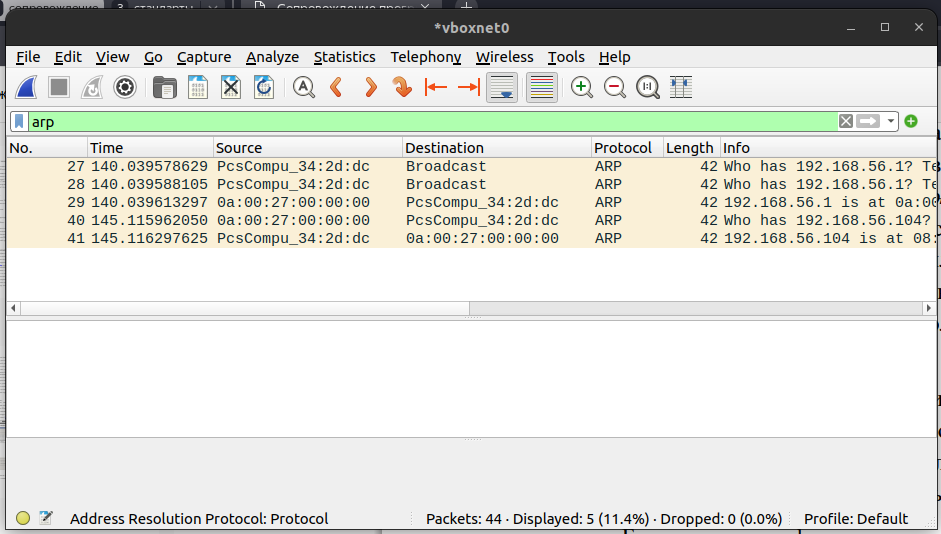 сопровождение
3
стандарты
*vboxnet0
File Edit View Go Capture Analyze Statistics Telephony Wireless Tools Help
arp
No. Time Source Destination Protocol Length Info
27 140.039578629 PcsCompu_34:2d:dc Broadcast ARP 42 Who has 192.168.56.1? Te
28 140.039588105 PcsCompu_34:2d:dc Broadcast ARP 42 Who has 192.168.56.1? Te
29 140.039613297 0a:00:27:00:00:00 PcsCompu_34:2d:dc ARP 42 192.168.56.1 is at 0a:00
40 145.115962050 0a:00:27:00:00:00 PcsCompu_34:2d:dc ARP 42 Who has 192.168.56.104?
41 145.116297625 PcsCompu_34:2d:dc 0a:00:27:00:00:00 ARP 42 192.168.56.104 is at 08:
Address Resolution Protocol: Protocol Packets: 44 · Displayed: 5 (11.4%) · Dropped: 0 (0.0%) Profile: Default